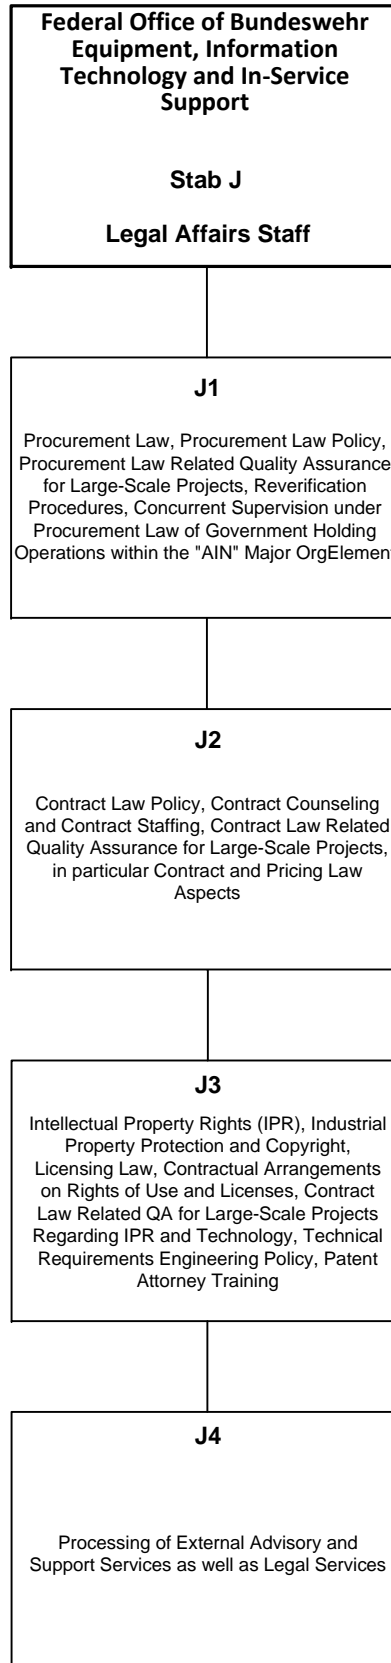 Federal Office of Bundeswehr
Equipment, Information
Technology and In-Service
Support
Stab J
Legal Affairs Staff
J1
Procurement Law, Procurement Law Policy,
Procurement Law Related Quality Assurance
for Large-Scale Projects, Reverification
Procedures, Concurrent Supervision under
Procurement Law of Government Holding
Operations within the "AIN" Major OrgElement
J2
Contract Law Policy, Contract Counseling
and Contract Staffing, Contract Law Related
Quality Assurance for Large-Scale Projects,
in particular Contract and Pricing Law
Aspects
J3
Intellectual Property Rights (IPR), Industrial
Property Protection and Copyright,
Licensing Law, Contractual Arrangements
on Rights of Use and Licenses, Contract
Law Related QA for Large-Scale Projects
Regarding IPR and Technology, Technical
Requirements Engineering Policy, Patent
Attorney Training
J4
Processing of External Advisory and
Support Services as well as Legal Services